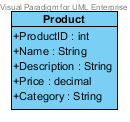 Visual Paradigm for UML Enterprise
Product
+ProductID : int
+Name : String
+Description : String
+Price : decimal
+Category : String